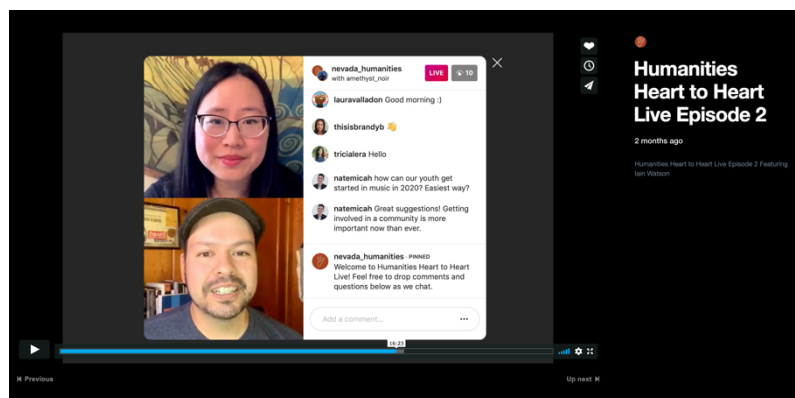 nevada_humanities
with amethyst_noir
LIVE
10
lauravalladon Good morning :)
thisisbrandyb 👋
tricialera Hello
natemicah how can our youth get
started in music in 2020? Easiest way?
natemicah Great suggestions! Getting
involved in a community is more
important now than ever.
nevada_humanities · PINNED
Welcome to Humanities Heart to Heart
Live! Feel free to drop comments and
questions below as we chat.
Add a comment...
16:23
Previous
Up next
Humanities
Heart to Heart
Live Episode 2
2 months ago
Humanities Heart to Heart Live Episode 2 Featuring
Iain Watson